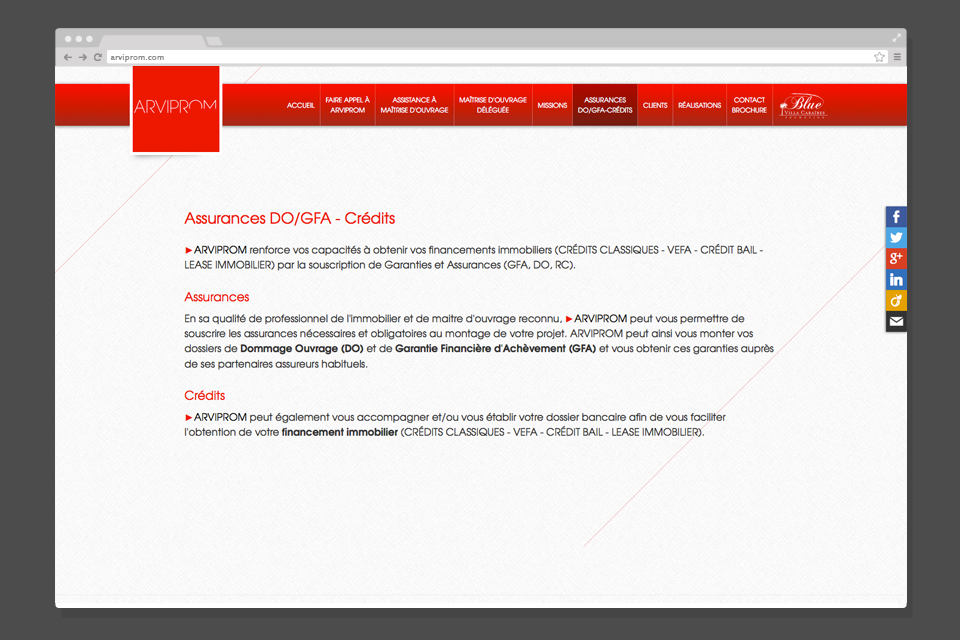 arviprom.com
ARVIPROM
ACCUEIL
FAIRE APPEL À
ARVIPROM
ASSISTANCE À
MAÎTRISE D'OUVRAGE
MAÎTRISE D'OUVRAGE
DÉLÉGUÉE
MISSIONS
ASSURANCES
DO/GFA-CRÉDITS
CLIENTS
RÉALISATIONS
CONTACT
BROCHURE
Blue
VILLA CARAÏBES
PROMOTION
Assurances DO/GFA - Crédits
►ARVIPROM renforce vos capacités à obtenir vos financements immobiliers (CRÉDITS CLASSIQUES - VEFA - CRÉDIT BAIL -
LEASE IMMOBILIER) par la souscription de Garanties et Assurances (GFA, DO, RC).
Assurances
En sa qualité de professionnel de l'immobilier et de maitre d'ouvrage reconnu, ►ARVIPROM peut vous permettre de
souscrire les assurances nécessaires et obligatoires au montage de votre projet. ARVIPROM peut ainsi vous monter vos
dossiers de Dommage Ouvrage (DO) et de Garantie Financière d'Achèvement (GFA) et vous obtenir ces garanties auprès
de ses partenaires assureurs habituels.
Crédits
►ARVIPROM peut également vous accompagner et/ou vous établir votre dossier bancaire afin de vous faciliter
l'obtention de votre financement immobilier (CRÉDITS CLASSIQUES - VEFA - CRÉDIT BAIL - LEASE IMMOBILIER).